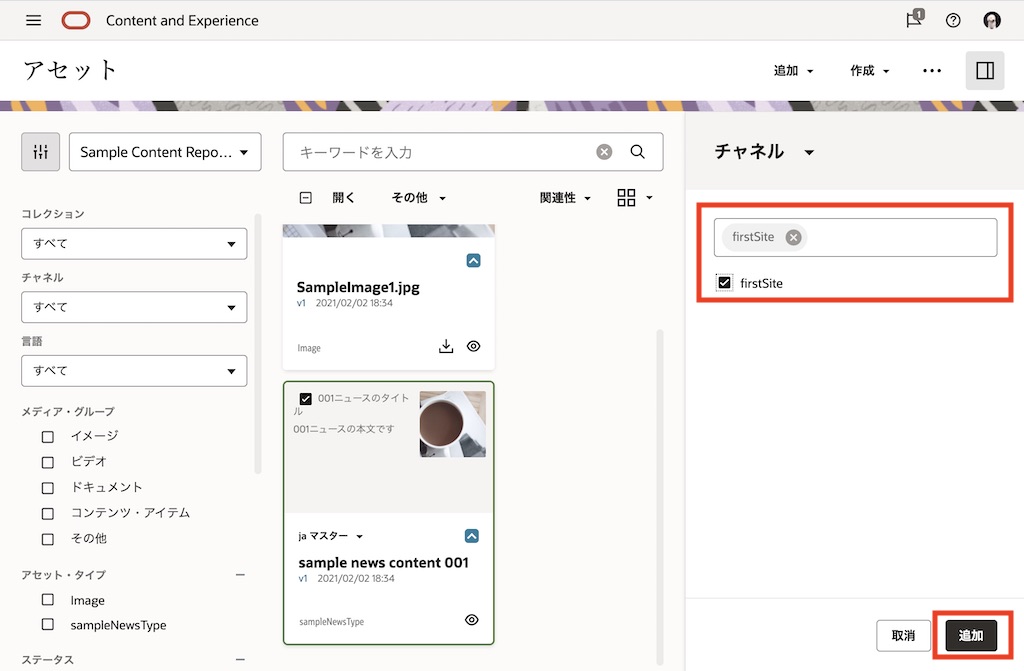 Content and Experience
1
アセット
追加
作成
Sample Content Repo...
キーワードを入力
チャネル
開く
その他
関連性
コレクション
すべて
チャネル
すべて
言語
すべて
メディア・グループ
イメージ
ビデオ
ドキュメント
コンテンツ・アイテム
その他
アセット・タイプ
Image
sampleNewsType
ステータス
SampleImage1.jpg
v1 2021/02/02 18:34
Image
001ニュースのタイト
ル
001ニュースの本文です
ja マスター
sample news content 001
v1 2021/02/02 18:34
sampleNewsType
firstSite
firstSite
取消
追加